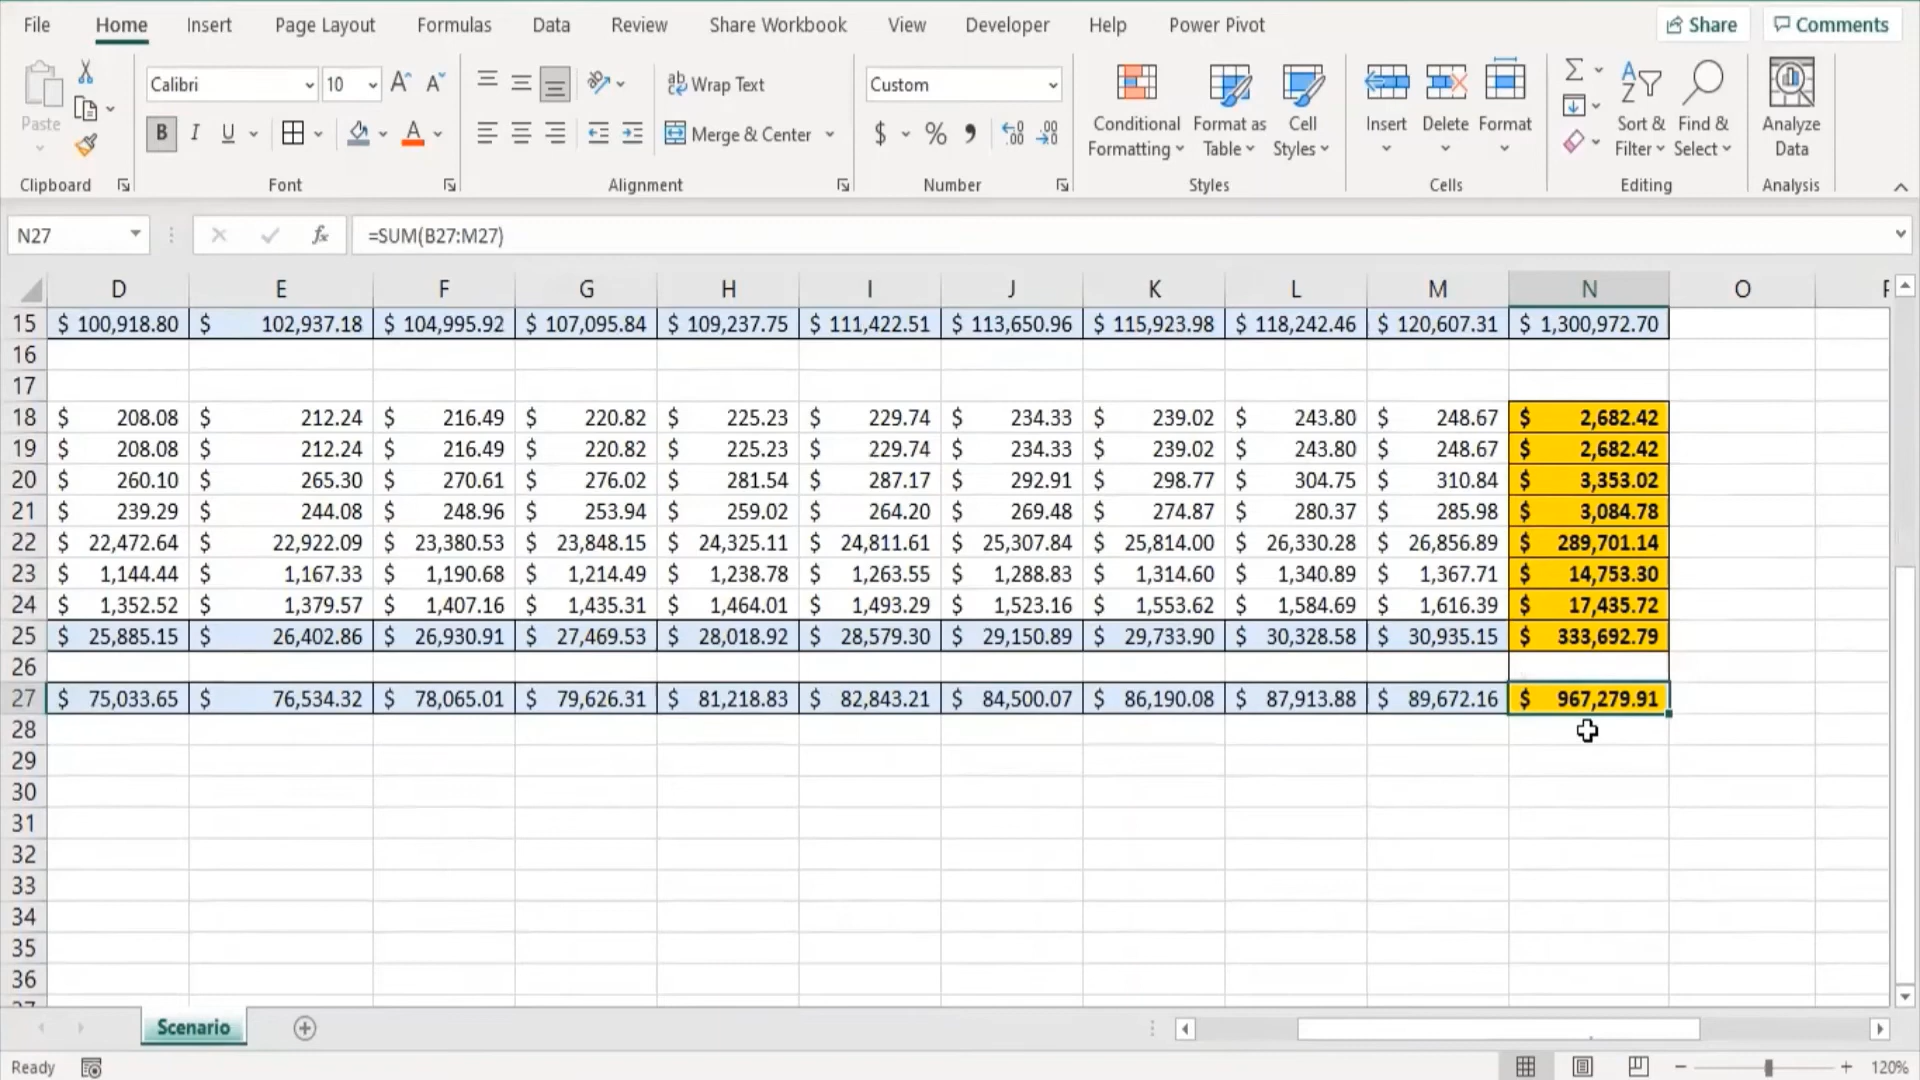 File Home Insert Page Layout Formulas Data Review Share Workbook View Developer Help Power Pivot Share Comments
Paste
Calibri 10 A A
B I U A
ab Wrap Text
Merge & Center
Custom
$ % 9
Conditional Formatting
Format as Table
Cell Styles
Insert Delete Format
Sort & Filter
Find & Select
Analyze Data
Clipboard Font Alignment Number Styles Cells Editing Analysis
N27 fx =SUM(B27:M27)
D E F G H I J K L M N O
15 $ 100,918.80 $ 102,937.18 $ 104,995.92 $ 107,095.84 $ 109,237.75 $ 111,422.51 $ 113,650.96 $ 115,923.98 $ 118,242.46 $ 120,607.31 $ 1,300,972.70
16
17
18 $ 208.08 $ 212.24 $ 216.49 $ 220.82 $ 225.23 $ 229.74 $ 234.33 $ 239.02 $ 243.80 $ 248.67 $ 2,682.42
19 $ 208.08 $ 212.24 $ 216.49 $ 220.82 $ 225.23 $ 229.74 $ 234.33 $ 239.02 $ 243.80 $ 248.67 $ 2,682.42
20 $ 260.10 $ 265.30 $ 270.61 $ 276.02 $ 281.54 $ 287.17 $ 292.91 $ 298.77 $ 304.75 $ 310.84 $ 3,353.02
21 $ 239.29 $ 244.08 $ 248.96 $ 253.94 $ 259.02 $ 264.20 $ 269.48 $ 274.87 $ 280.37 $ 285.98 $ 3,084.78
22 $ 22,472.64 $ 22,922.09 $ 23,380.53 $ 23,848.15 $ 24,325.11 $ 24,811.61 $ 25,307.84 $ 25,814.00 $ 26,330.28 $ 26,856.89 $ 289,701.14
23 $ 1,144.44 $ 1,167.33 $ 1,190.68 $ 1,214.49 $ 1,238.78 $ 1,263.55 $ 1,288.83 $ 1,314.60 $ 1,340.89 $ 1,367.71 $ 14,753.30
24 $ 1,352.52 $ 1,379.57 $ 1,407.16 $ 1,435.31 $ 1,464.01 $ 1,493.29 $ 1,523.16 $ 1,553.62 $ 1,584.69 $ 1,616.39 $ 17,435.72
25 $ 25,885.15 $ 26,402.86 $ 26,930.91 $ 27,469.53 $ 28,018.92 $ 28,579.30 $ 29,150.89 $ 29,733.90 $ 30,328.58 $ 30,935.15 $ 333,692.79
26
27 $ 75,033.65 $ 76,534.32 $ 78,065.01 $ 79,626.31 $ 81,218.83 $ 82,843.21 $ 84,500.07 $ 86,190.08 $ 87,913.88 $ 89,672.16 $ 967,279.91
28
29
30
31
32
33
34
35
36
Scenario
Ready 120%